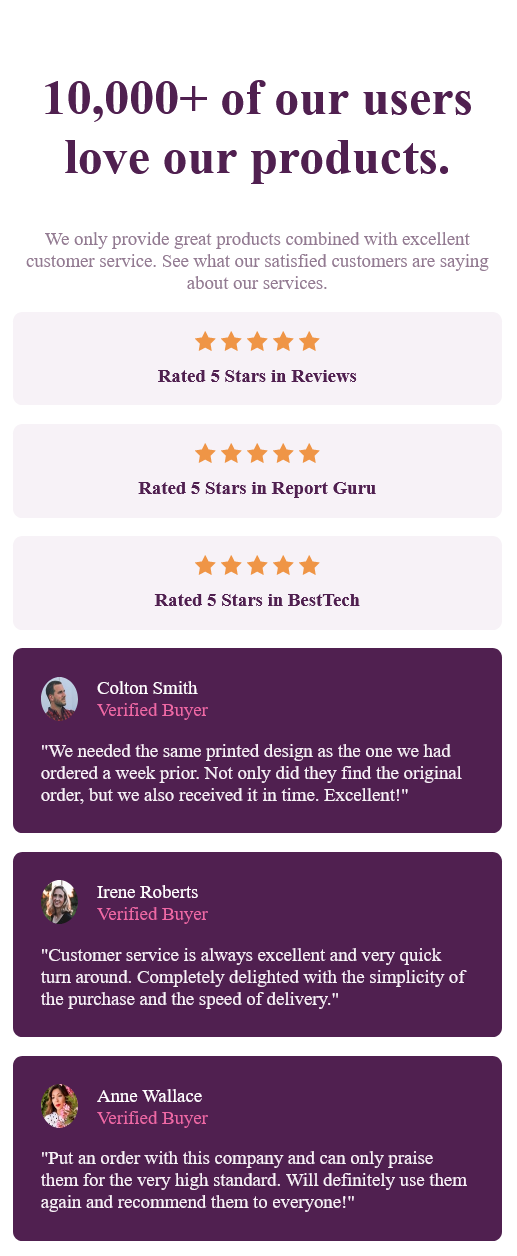 10,000+ of our users
love our products.
We only provide great products combined with excellent
customer service. See what our satisfied customers are saying
about our services.
Rated 5 Stars in Reviews
Rated 5 Stars in Report Guru
Rated 5 Stars in BestTech
Colton Smith
Verified Buyer
"We needed the same printed design as the one we had
ordered a week prior. Not only did they find the original
order, but we also received it in time. Excellent!"
Irene Roberts
Verified Buyer
"Customer service is always excellent and very quick
turn around. Completely delighted with the simplicity of
the purchase and the speed of delivery."
Anne Wallace
Verified Buyer
"Put an order with this company and can only praise
them for the very high standard. Will definitely use them
again and recommend them to everyone!"